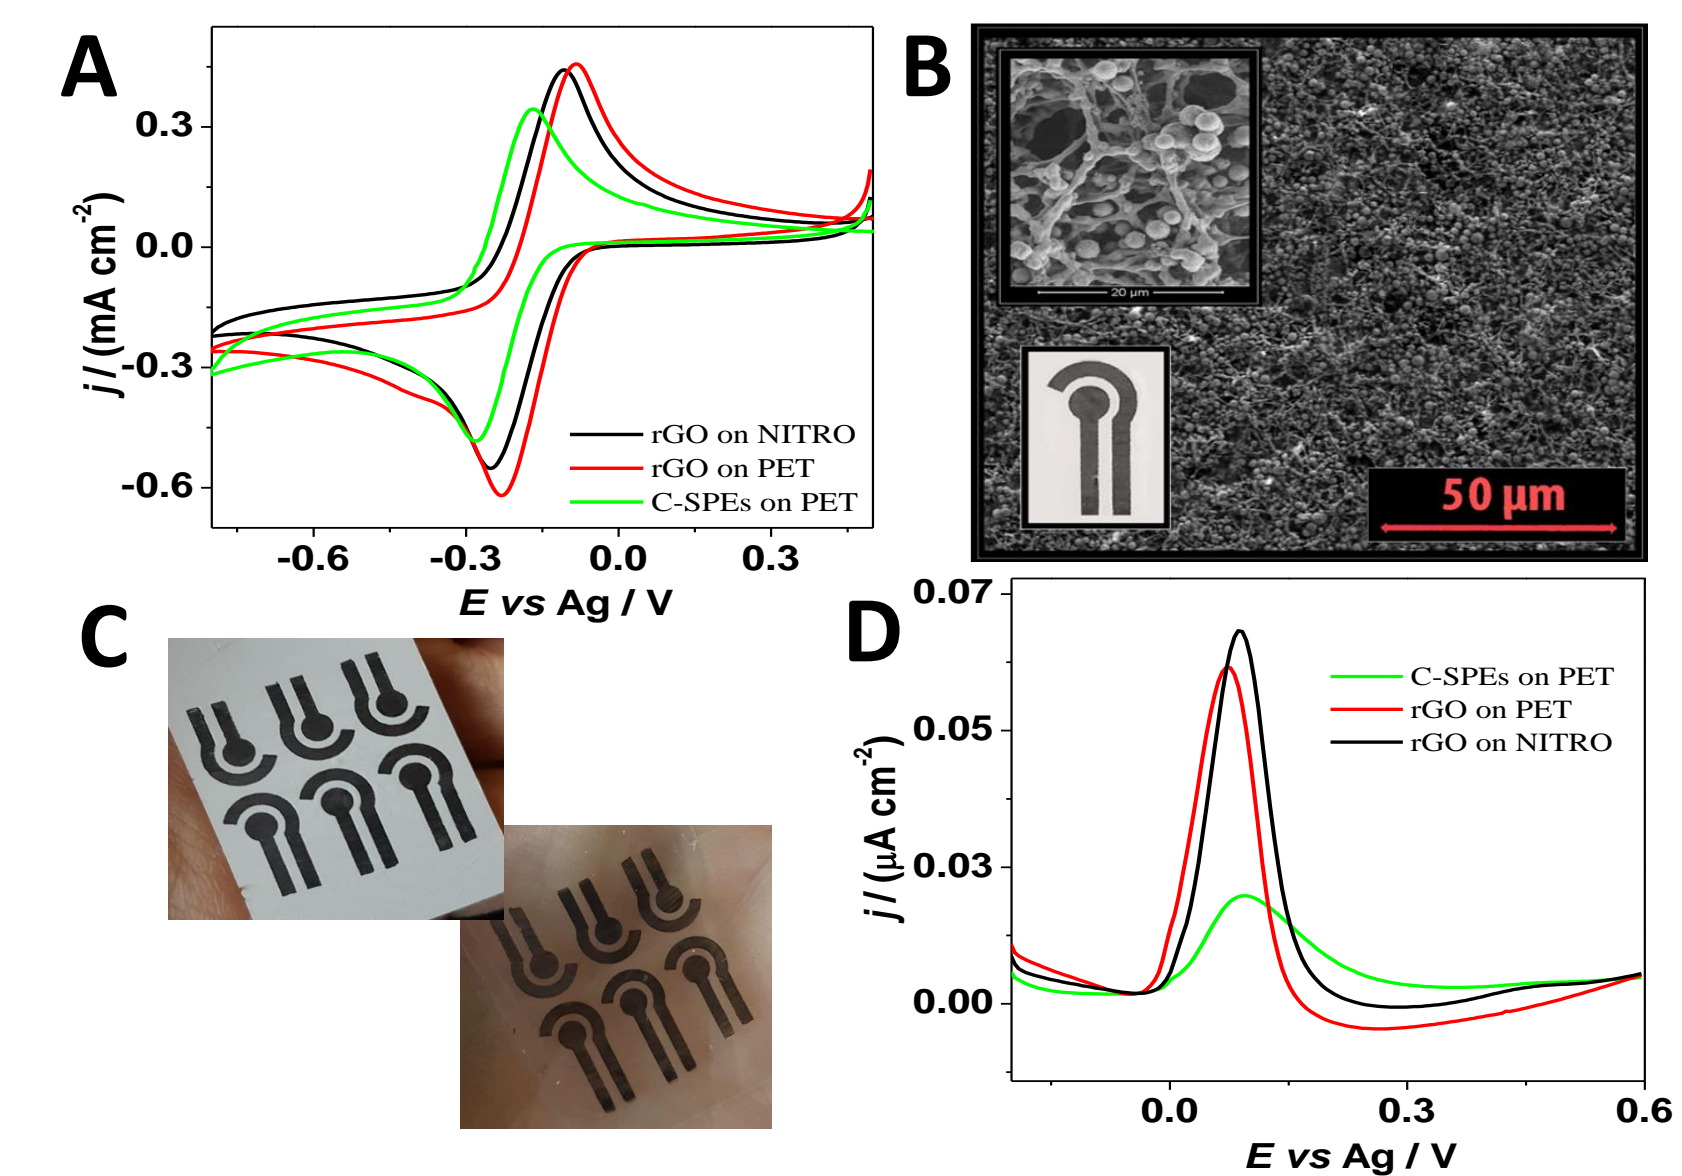 A
j / (mA cm-2)
0.3
0.0
-0.3
-0.6
rGO on NITRO
rGO on PET
C-SPEs on PET
-0.6 -0.3 0.0 0.3
E vs Ag / V
B
20 µm
50 µm
C
D
j / (µA cm-2)
0.07
0.05
0.03
0.00
C-SPEs on PET
rGO on PET
rGO on NITRO
0.0 0.3 0.6
E vs Ag / V